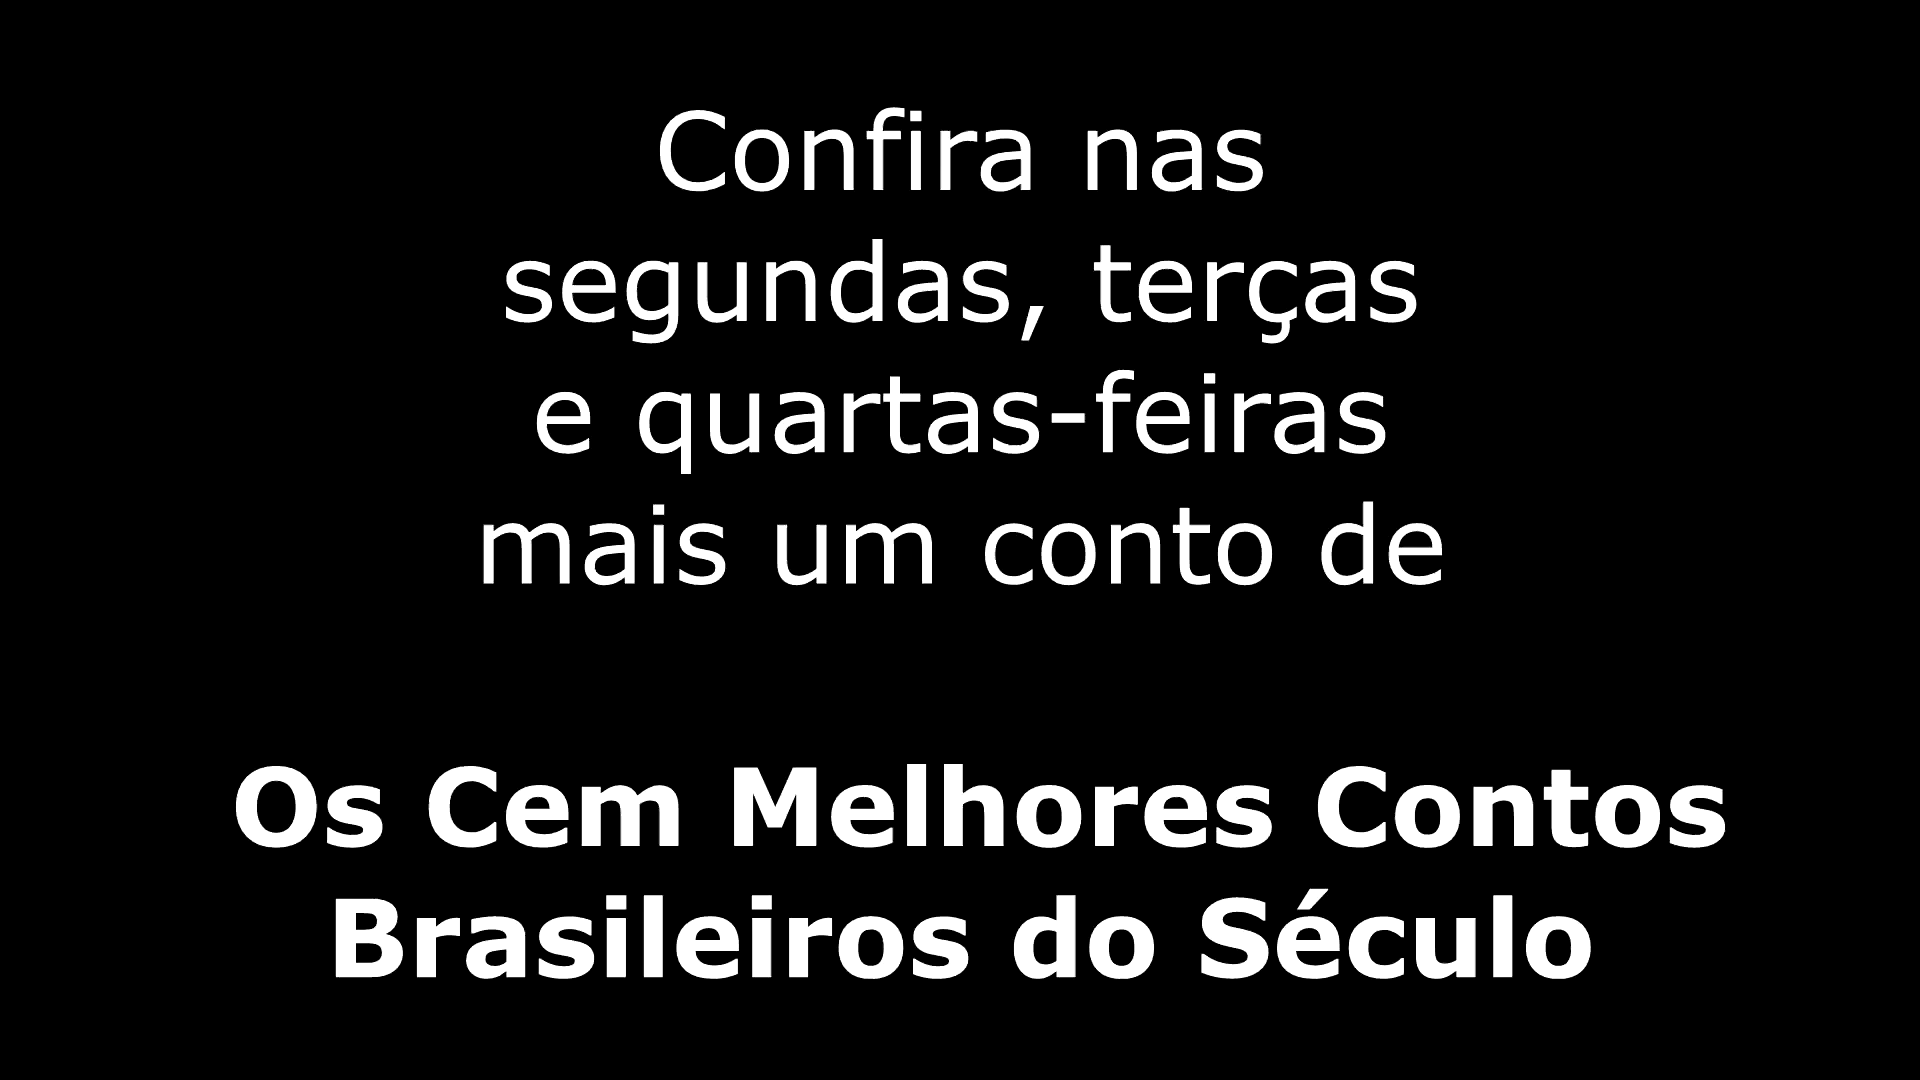 Confira nas
segundas, terças
e quartas-feiras
mais um conto de
Os Cem Melhores Contos
Brasileiros do Século